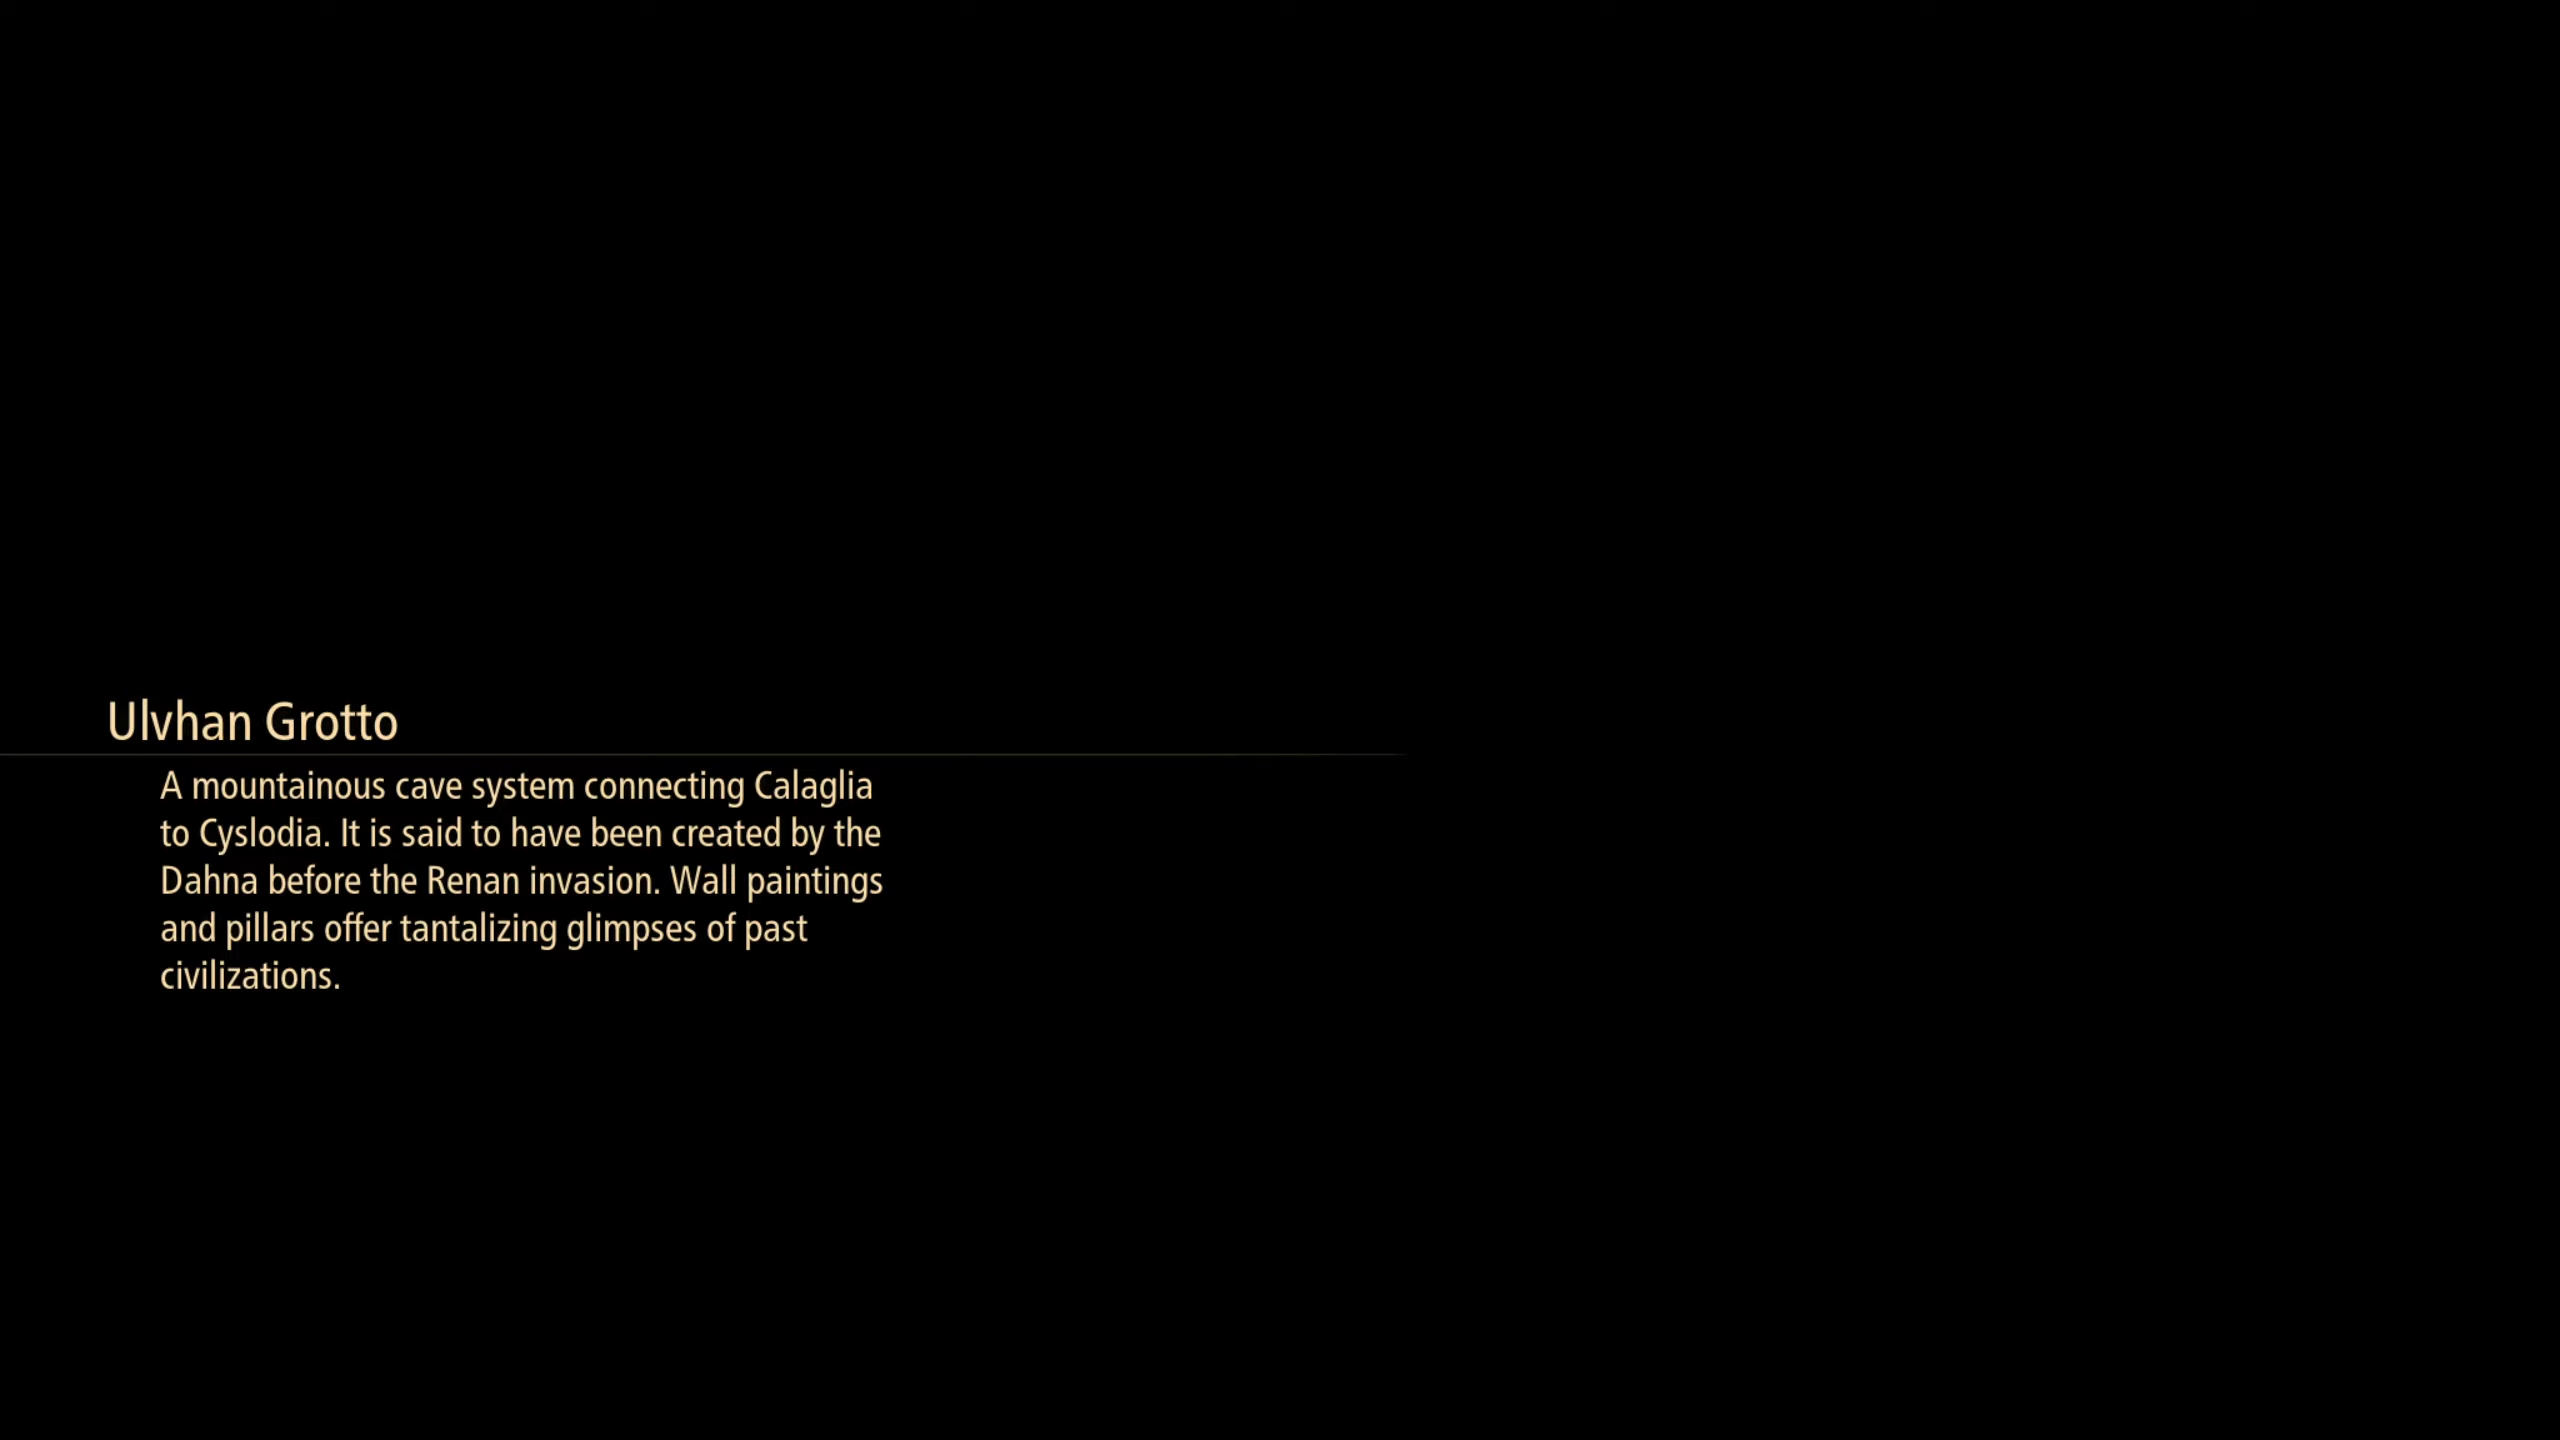 Ulvhan Grotto
A mountainous cave system connecting Calaglia
to Cyslodia. It is said to have been created by the
Dahna before the Renan invasion. Wall paintings
and pillars offer tantalizing glimpses of past
civilizations.